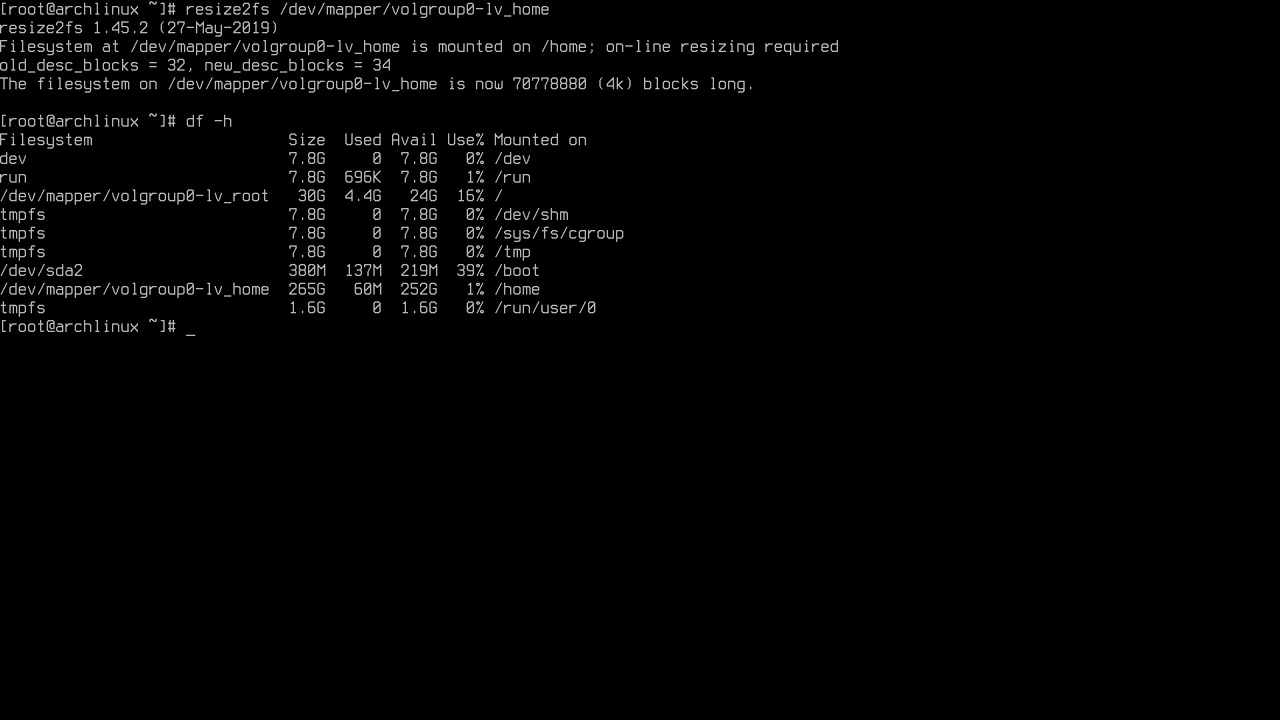 [root@archlinux ~]# resize2fs /dev/mapper/volgroup0-lv_home
resize2fs 1.45.2 (27-May-2019)
Filesystem at /dev/mapper/volgroup0-lv_home is mounted on /home; on-line resizing required
old_desc_blocks = 32, new_desc_blocks = 34
The filesystem on /dev/mapper/volgroup0-lv_home is now 70778880 (4k) blocks long.

[root@archlinux ~]# df -h
Filesystem                     Size  Used Avail Use% Mounted on
dev                            7.8G     0  7.8G   0% /dev
run                            7.8G  696K  7.8G   1% /run
/dev/mapper/volgroup0-lv_root   30G  4.4G   24G  16% /
tmpfs                          7.8G     0  7.8G   0% /dev/shm
tmpfs                          7.8G     0  7.8G   0% /sys/fs/cgroup
tmpfs                          7.8G     0  7.8G   0% /tmp
/dev/sda2                      380M  137M  219M  39% /boot
/dev/mapper/volgroup0-lv_home  265G   60M  252G   1% /home
tmpfs                          1.6G     0  1.6G   0% /run/user/0
[root@archlinux ~]# _